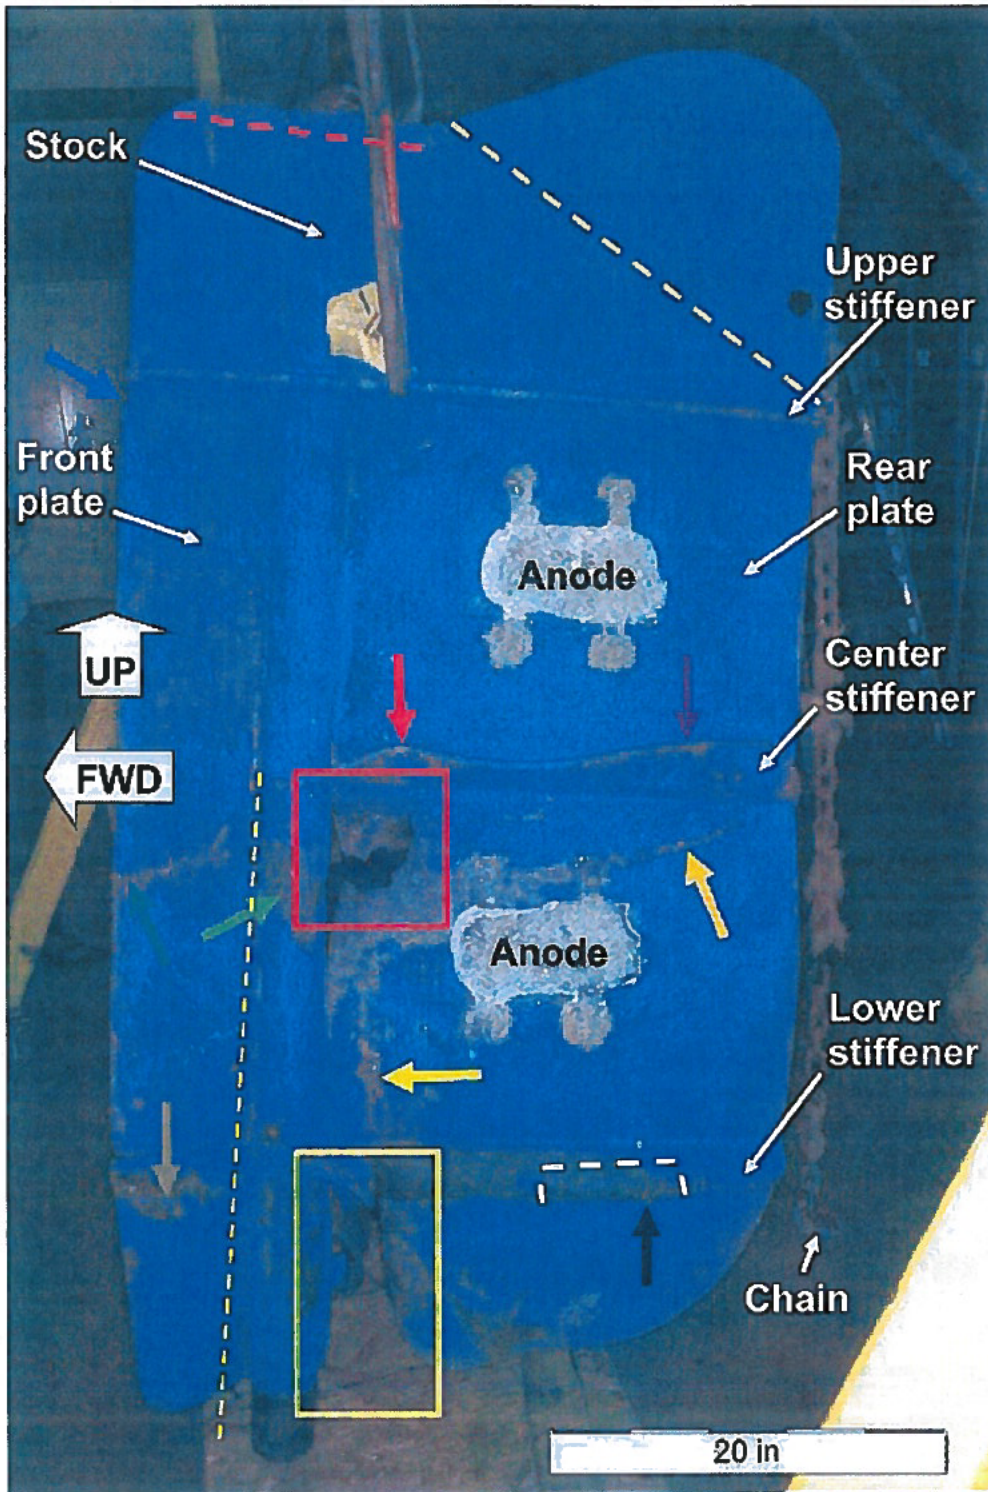 Stock
Upper
stiffener
Front
plate
Rear
plate
Anode
UP
Center
stiffener
FWD
Anode
Lower
stiffener
Chain
20 in